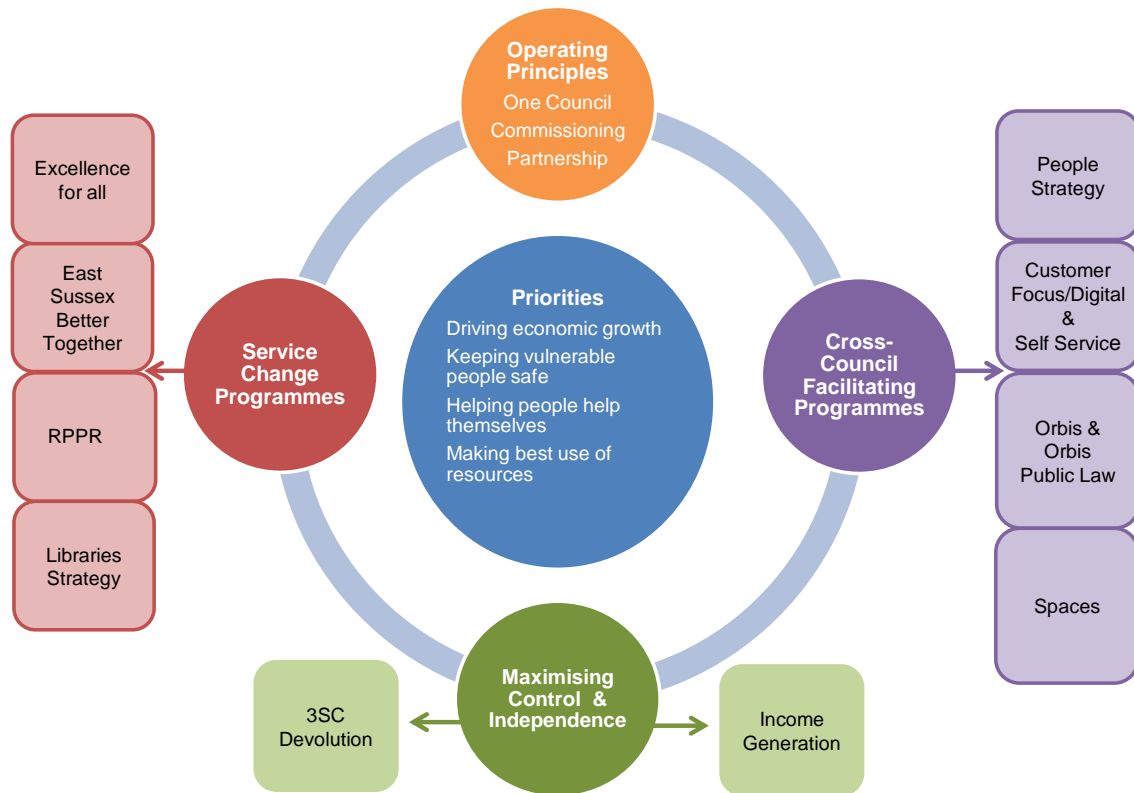 Operating
Principles
One Council
Commissioning
Partnership
Excellence
for all
East
Sussex
Better
Together
RPPR
Libraries
Strategy
Service
Change
Programmes
Priorities
Driving economic growth
Keeping vulnerable
people safe
Helping people help
themselves
Making best use of
resources
Cross-
Council
Facilitating
Programmes
People
Strategy
Customer
Focus/Digital
&
Self Service
Orbis &
Orbis
Public Law
Spaces
Maximising
Control & 
Independence
3SC
Devolution
Income
Generation